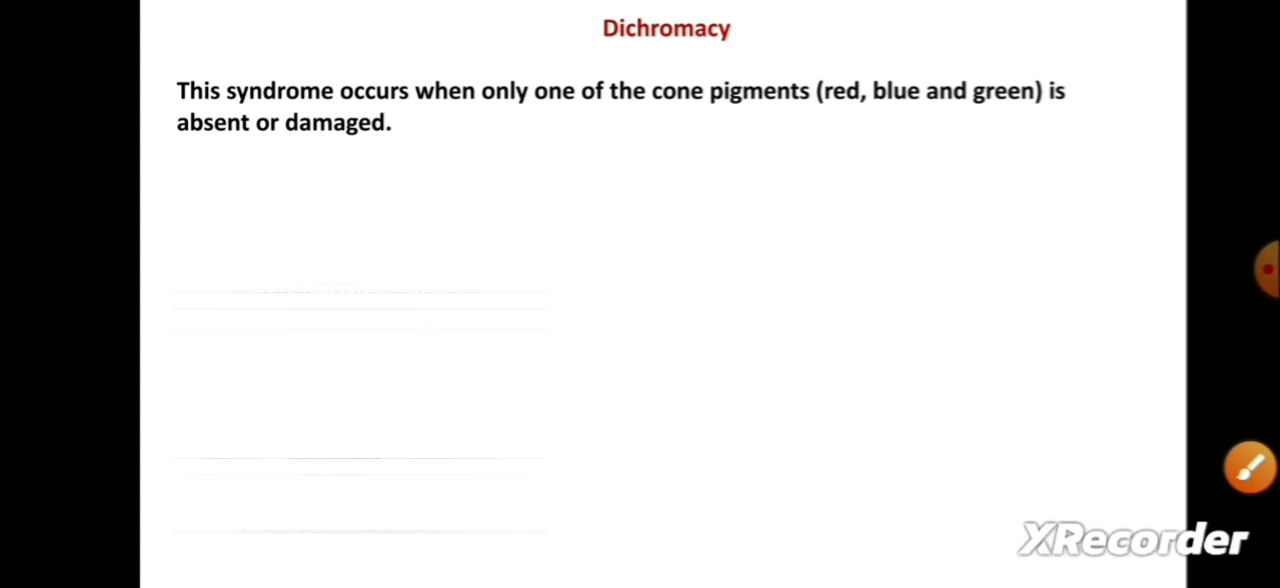 Dichromacy
This syndrome occurs when only one of the cone pigments (red, blue and green) is
absent or damaged.
XRecorder